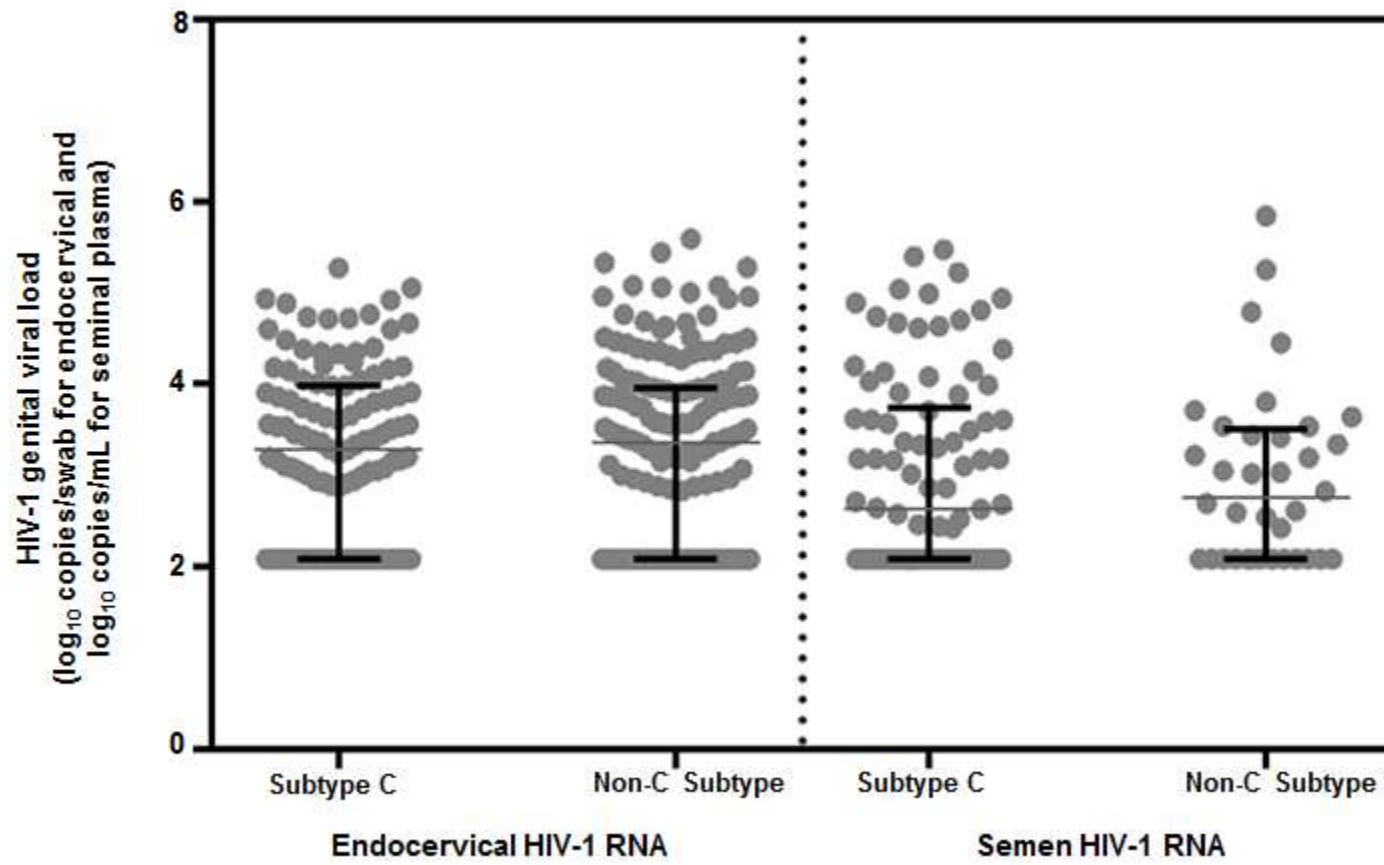 HIV-1 genital viral load
(log10 copies/swab for endocervical and
log10 copies/mL for seminal plasma)
8
6
4
2
0
Subtype C
Non-C Subtype
Subtype C
Non-C Subtype
Endocervical HIV-1 RNA
Semen HIV-1 RNA